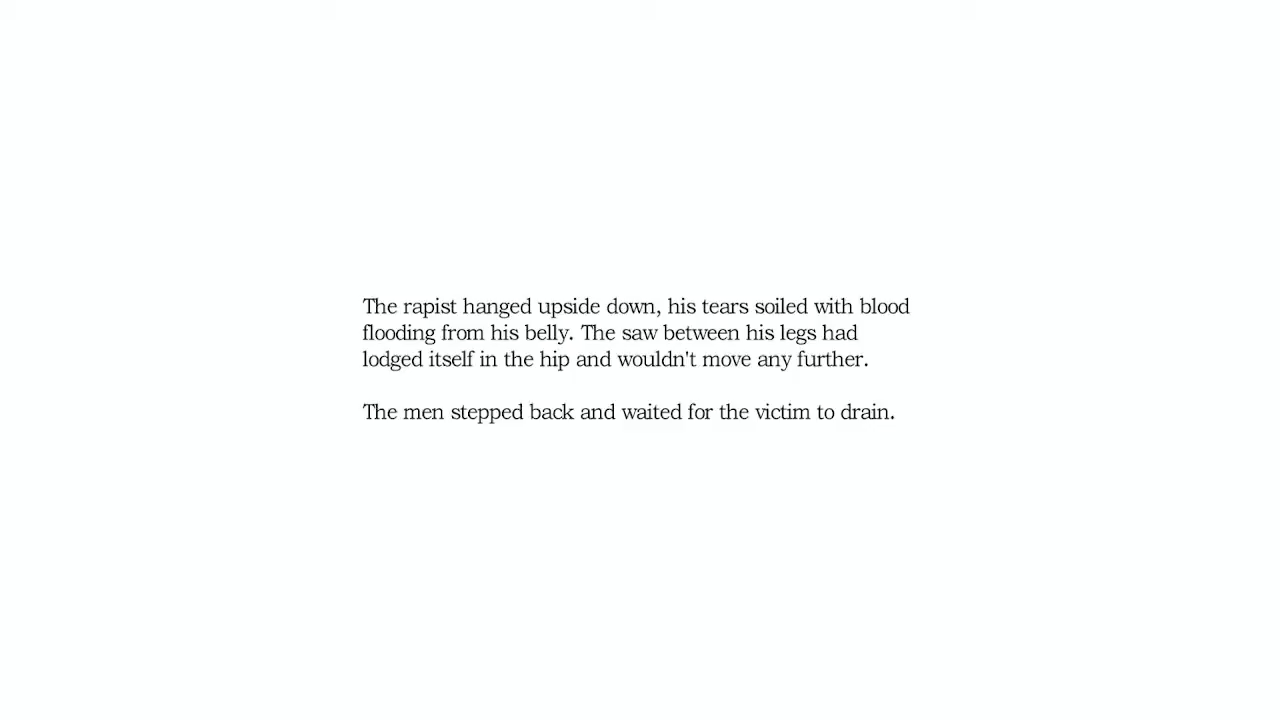 The rapist hanged upside down, his tears soiled with blood
flooding from his belly. The saw between his legs had
lodged itself in the hip and wouldn't move any further.
The men stepped back and waited for the victim to drain.